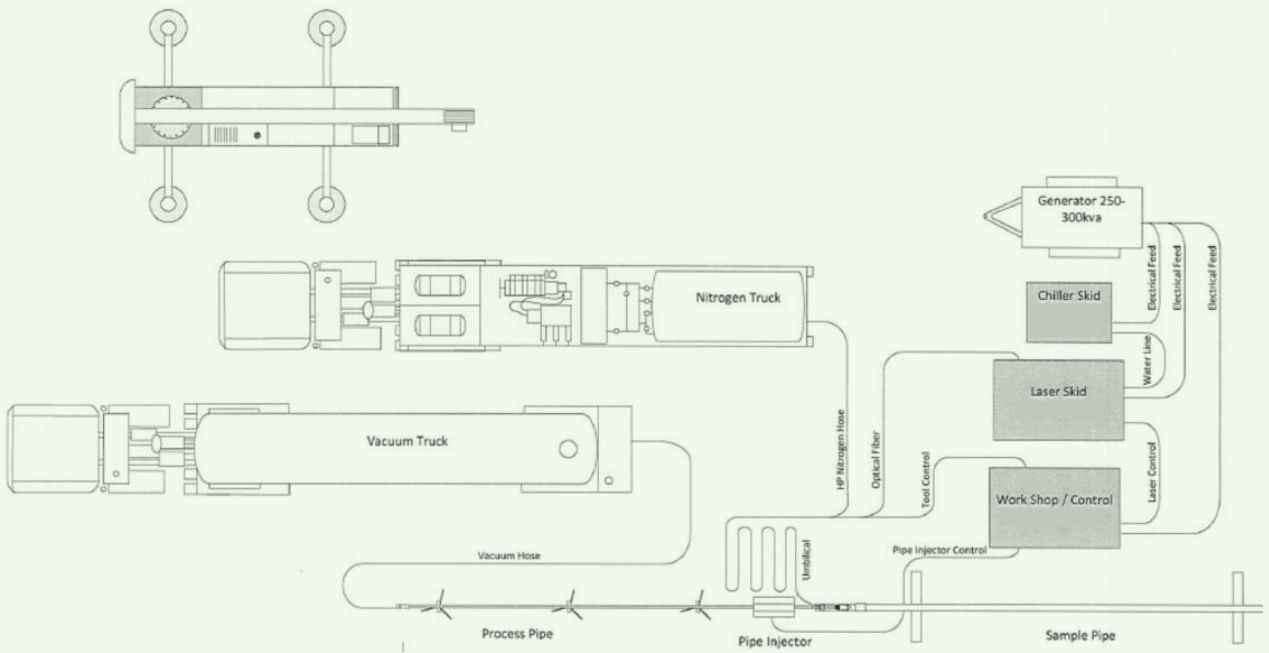 Generator 250-
300kva
Electrical Feed
Electrical Feed
Electrical Feed
Chiller Skid
Nitrogen Truck
Water Line
Laser Skid
Vacuum Truck
HP Nitrogen Hose
Optical Fiber
Tool Control
Laser Control
Work Shop / Control
Vacuum Hose
Umbilical
Pipe Injector Control
Process Pipe
Pipe Injector
Sample Pipe